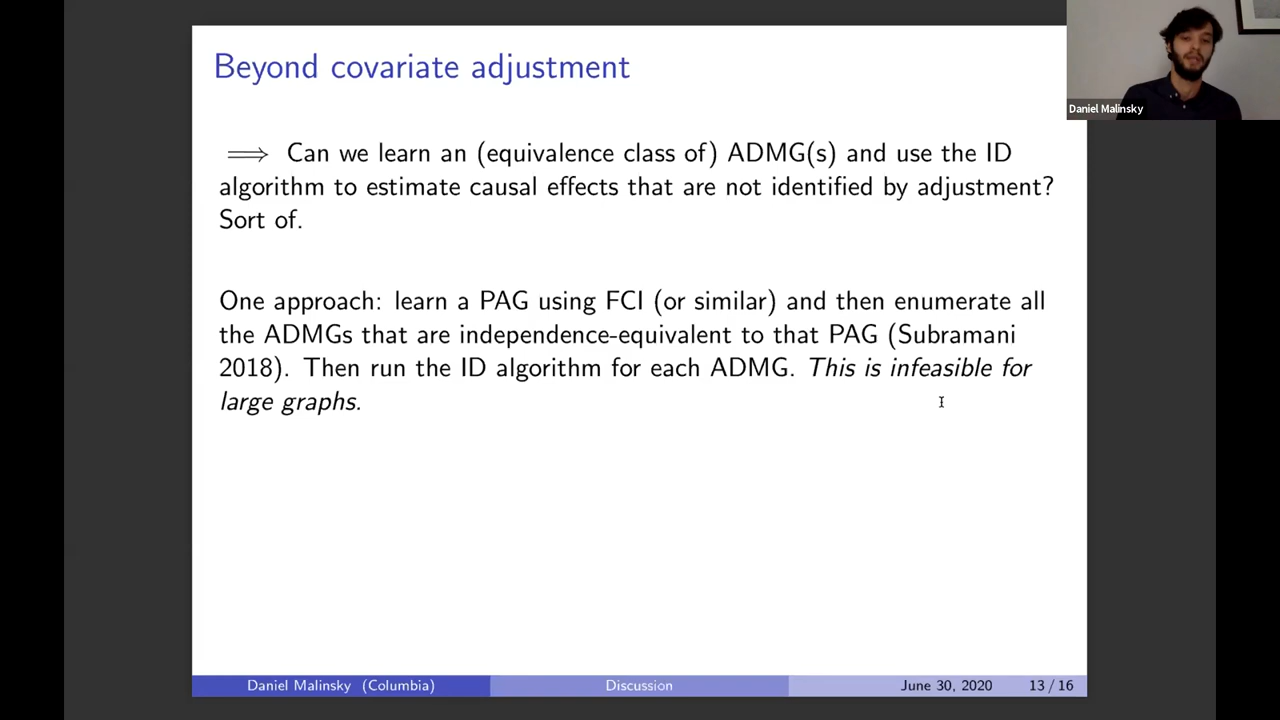 Beyond covariate adjustment
Daniel Malinsky
⟹ Can we learn an (equivalence class of) ADMG(s) and use the ID
algorithm to estimate causal effects that are not identified by adjustment?
Sort of.
One approach: learn a PAG using FCI (or similar) and then enumerate all
the ADMGs that are independence-equivalent to that PAG (Subramani
2018). Then run the ID algorithm for each ADMG. This is infeasible for
large graphs.
Daniel Malinsky (Columbia) Discussion June 30, 2020 13 / 16